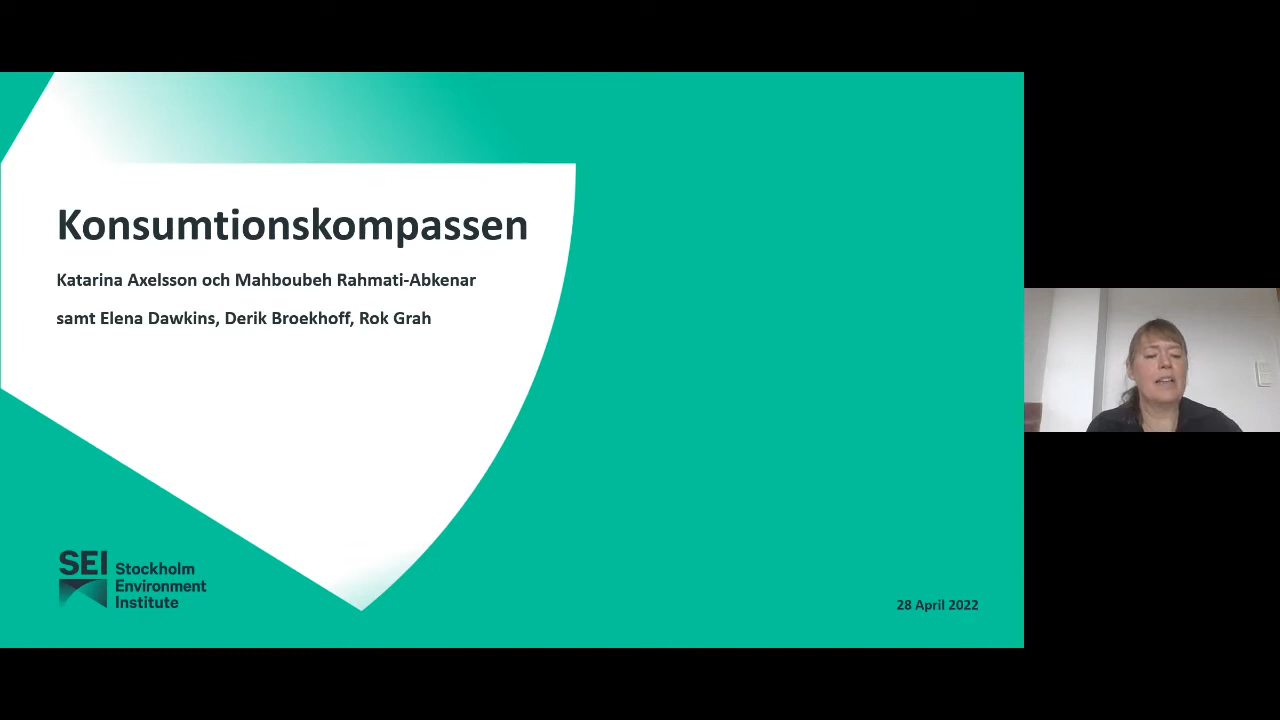 Konsumtionskompassen
Katarina Axelsson och Mahboubeh Rahmati-Abkenar
samt Elena Dawkins, Derik Broekhoff, Rok Grah
SEI
Stockholm
Environment
Institute
28 April 2022